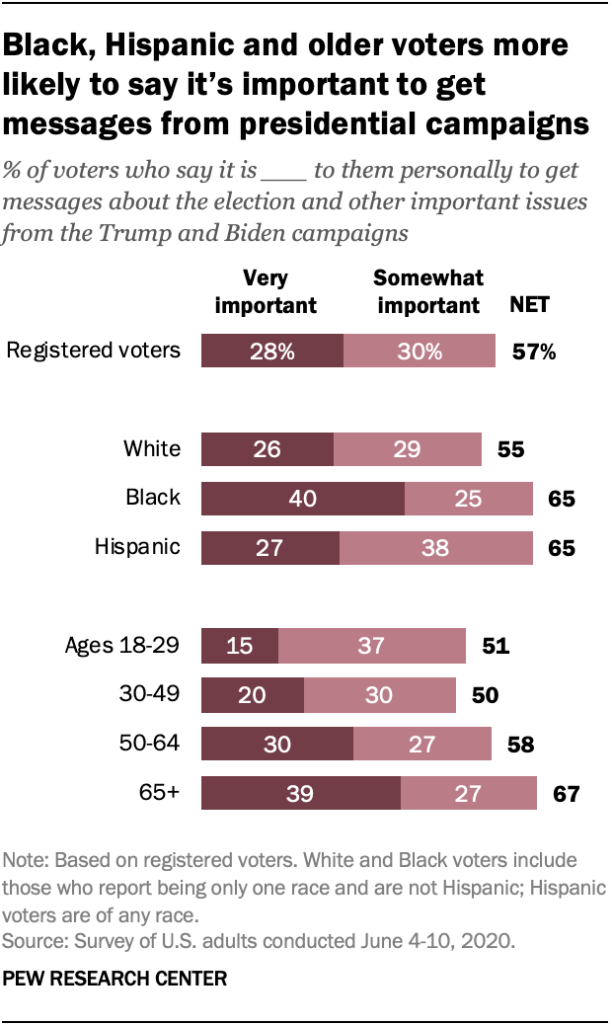 Black, Hispanic and older voters more
likely to say it's important to get
messages from presidential campaigns
% of voters who say it is ___ to them personally to get
messages about the election and other important issues
from the Trump and Biden campaigns
Very important Somewhat important NET
Registered voters 28% 30% 57%
White 26 29 55
Black 40 25 65
Hispanic 27 38 65
Ages 18-29 15 37 51
30-49 20 30 50
50-64 30 27 58
65+ 39 27 67
Note: Based on registered voters. White and Black voters include
those who report being only one race and are not Hispanic; Hispanic
voters are of any race.
Source: Survey of U.S. adults conducted June 4-10, 2020.
PEW RESEARCH CENTER